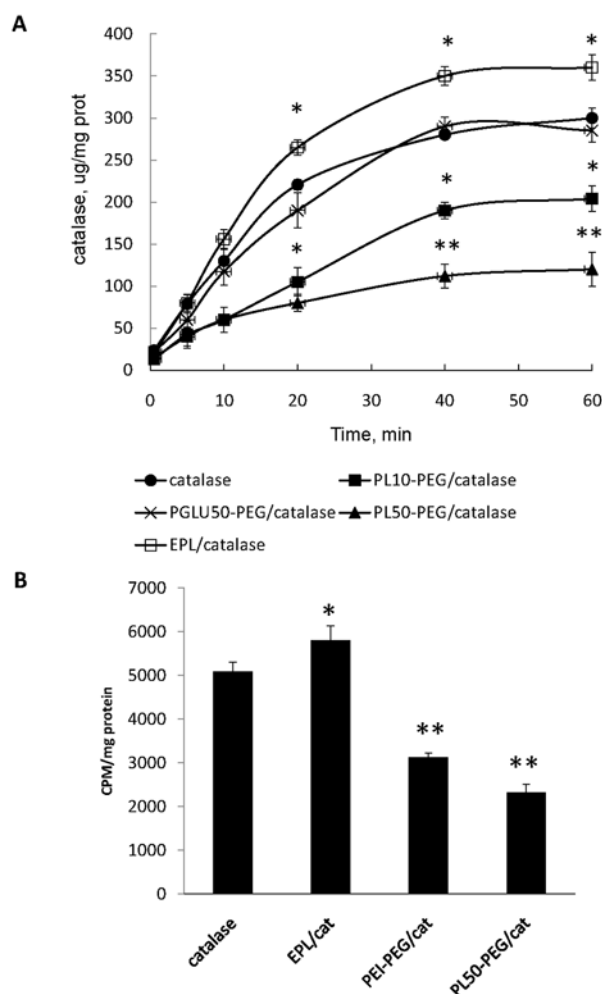 A
400
350
300
250
200
150
100
50
0
catalase, ug/mg prot
* * *
* * *
** **
0 10 20 30 40 50 60
Time, min
catalase PL10-PEG/catalase
PGLU50-PEG/catalase PL50-PEG/catalase
EPL/catalase
B
7000
6000
5000
4000
3000
2000
1000
0
CPM/mg protein
*
**
**
catalase EPL/cat PEI-PEG/cat PL50-PEG/cat